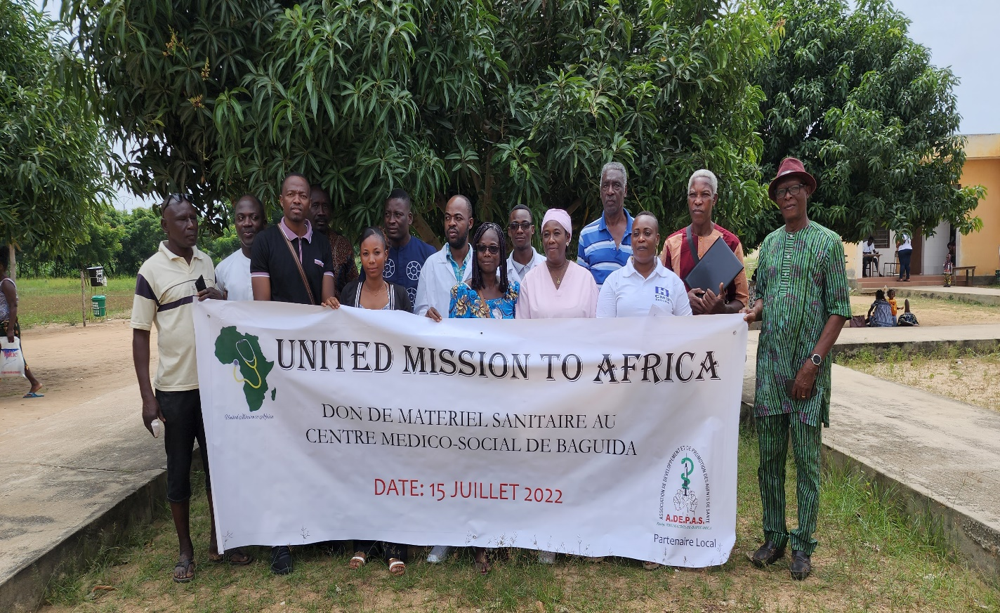 UNITED MISSION TO AFRICA
United Mission to Africa
DON DE MATERIEL SANITAIRE AU
CENTRE MEDICO-SOCIAL DE BAGUIDA
DATE: 15 JUILLET 2022
ASSOCIATION DE DEVELOPPEMENT ET DE PROMOTION DES AGENTS DE SANTE
A.DE.P.A.S.
Partenaire Local
CMS